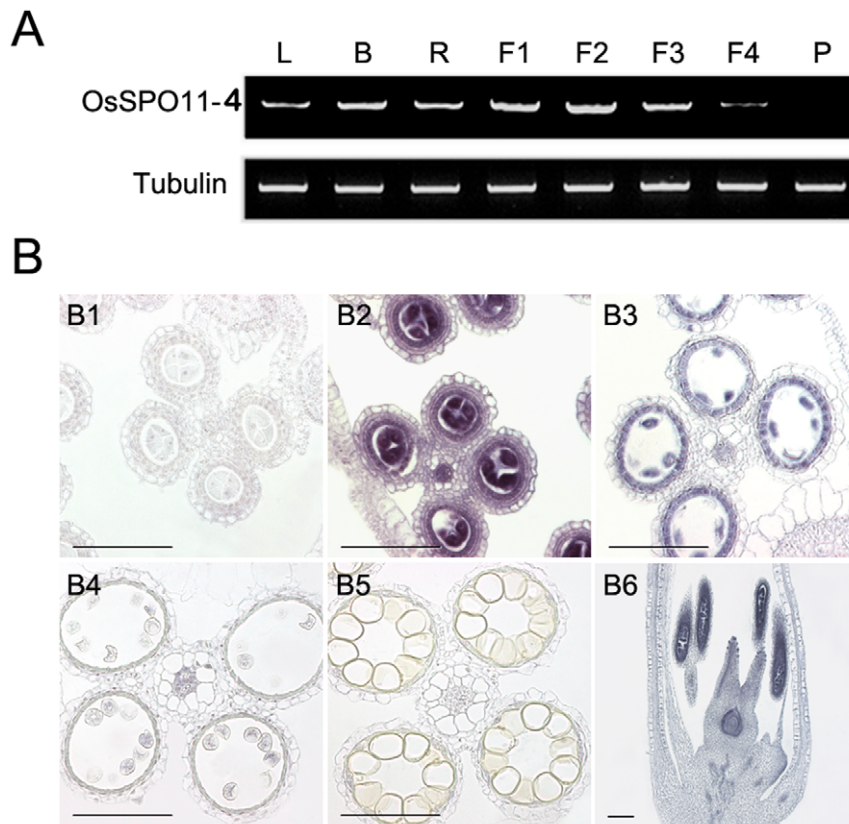 A
L B R F1 F2 F3 F4 P
OsSPO11-4
Tubulin
B
B1 B2 B3
B4 B5 B6